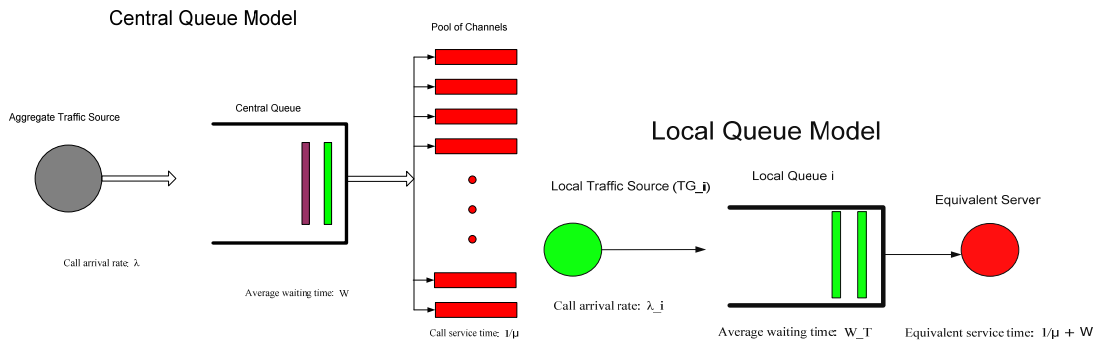 Central Queue Model
Pool of Channels
Central Queue
Aggregate Traffic Source
Call arrival rate: λ
Average waiting time: W
Call service time: 1/μ
Local Queue Model
Local Traffic Source (TG_i)
Local Queue i
Equivalent Server
Call arrival rate: λ_i
Average waiting time: W_T
Equivalent service time: 1/μ + W